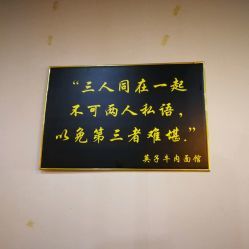 “三人同在一起
不可两人私语，
以免第三者难堪.”
英子牛肉面馆